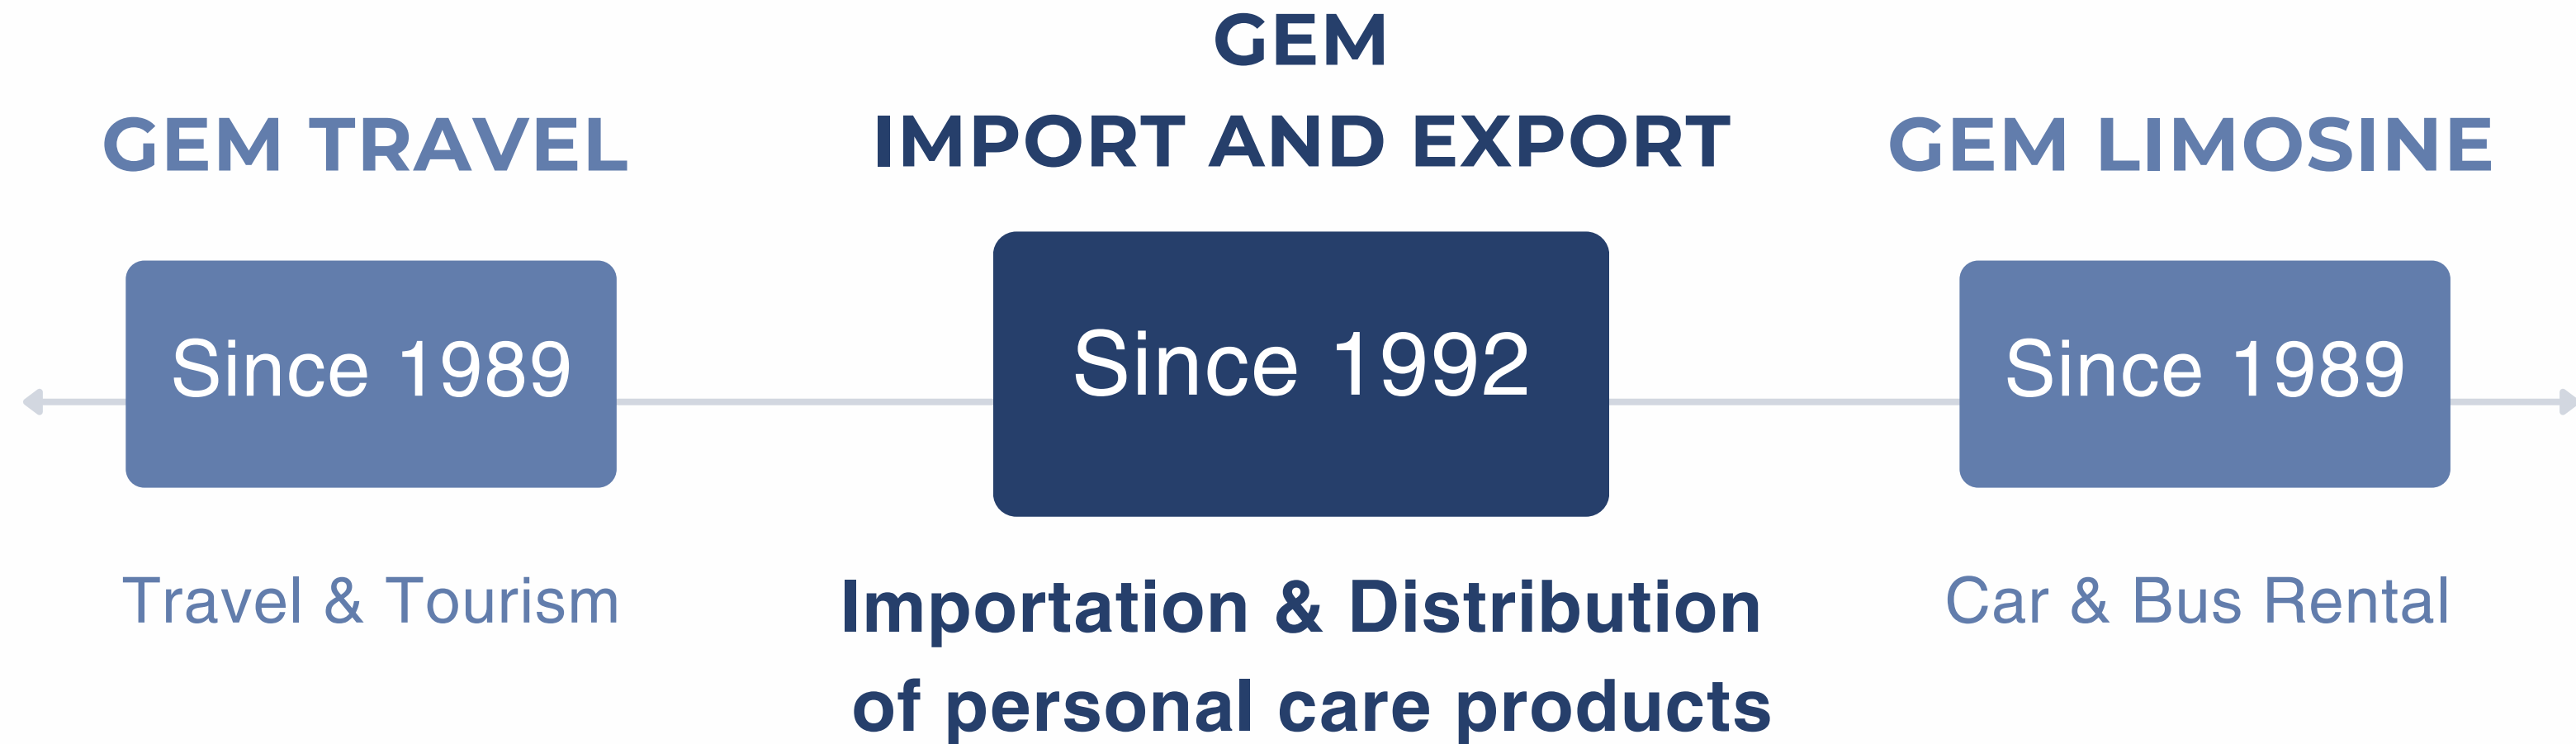 GEM TRAVEL
Since 1989
Travel & Tourism
GEM
IMPORT AND EXPORT
Since 1992
Importation & Distribution
of personal care products
GEM LIMOSINE
Since 1989
Car & Bus Rental